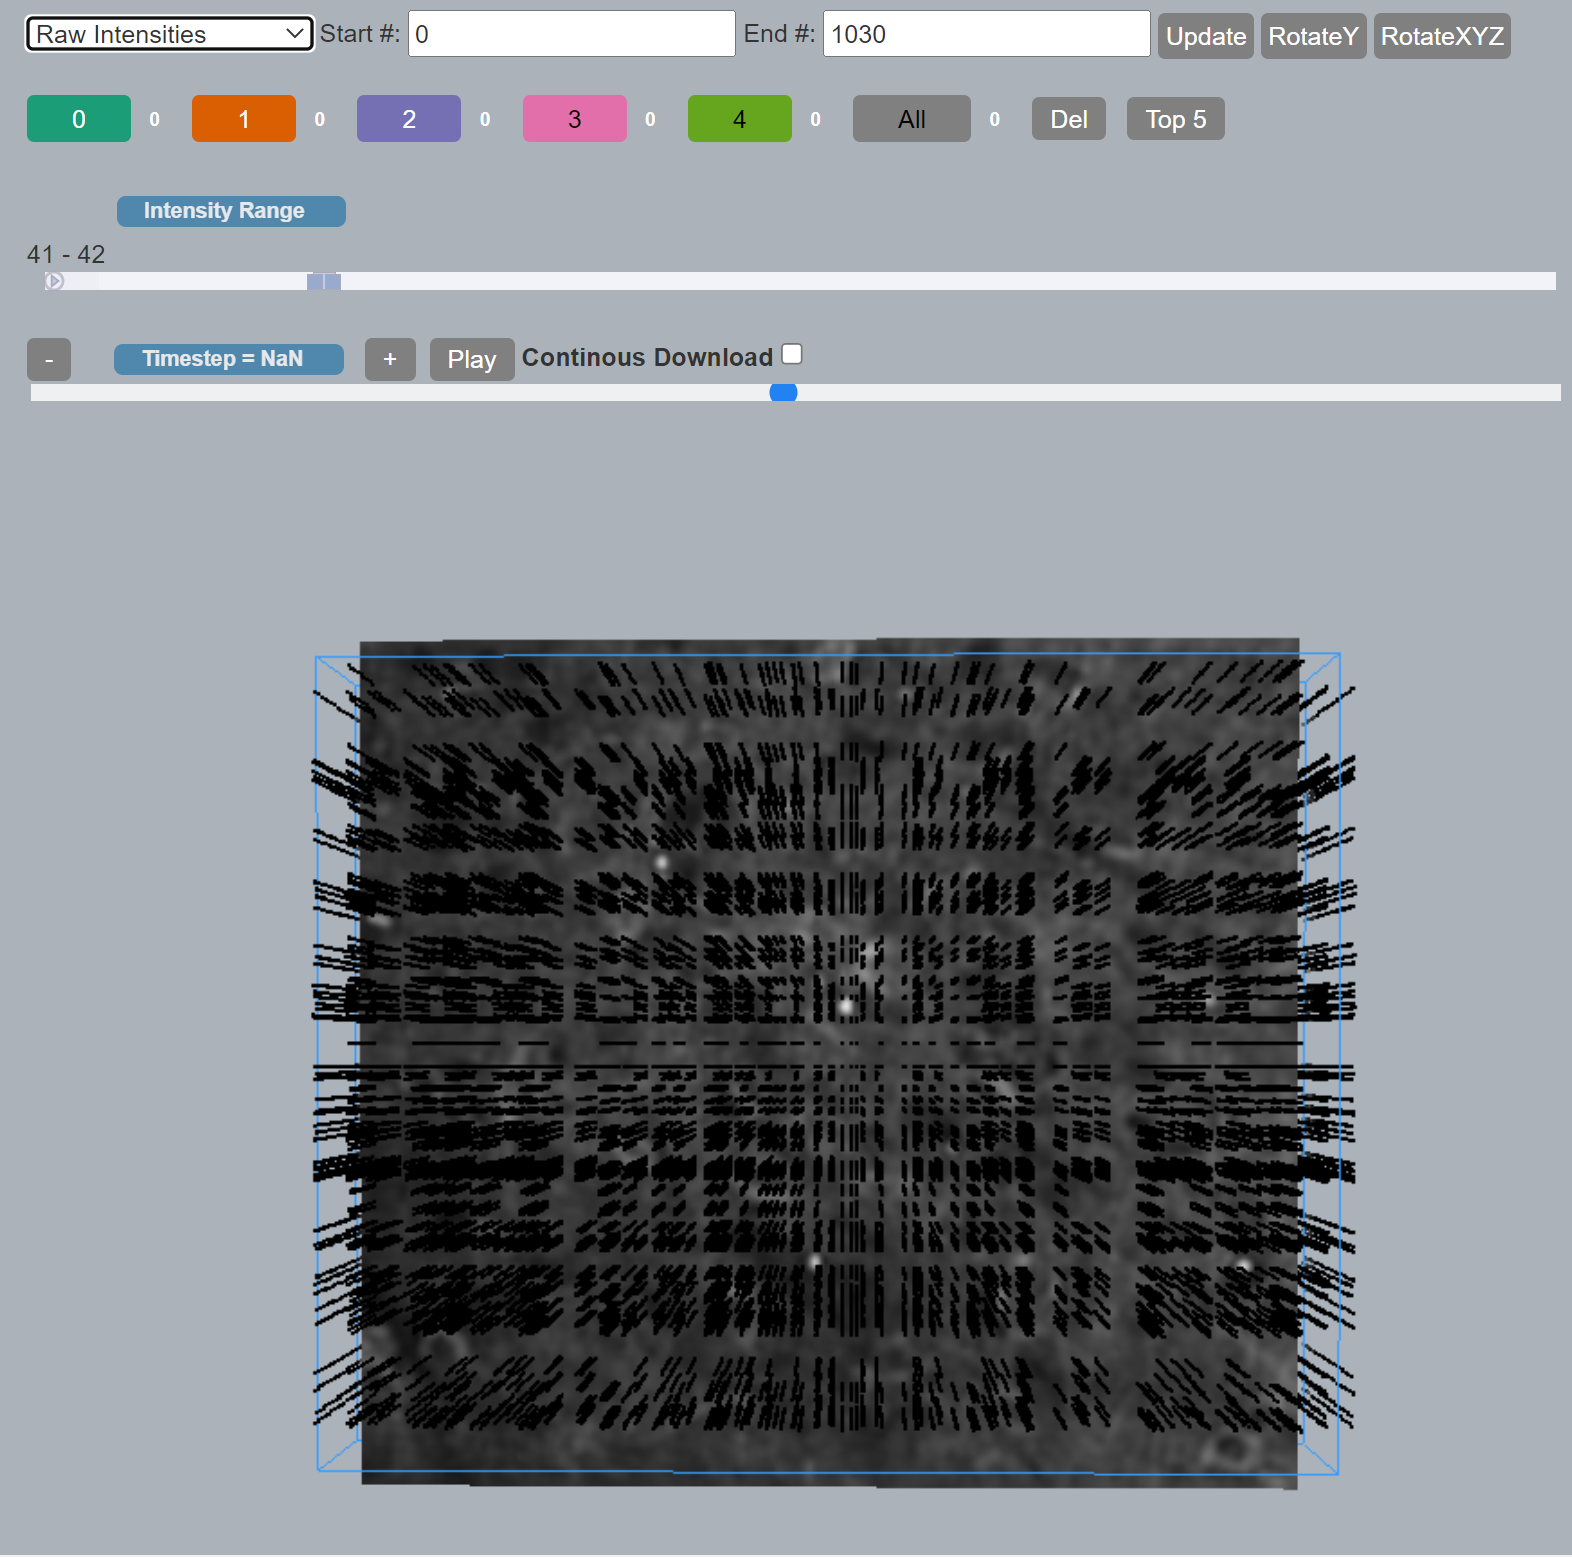 Raw Intensities Start #: 0 End #: 1030 Update RotateY RotateXYZ
0 0 1 0 2 0 3 0 4 0 All 0 Del Top 5
Intensity Range
41 - 42
- Timestep = NaN + Play Continous Download